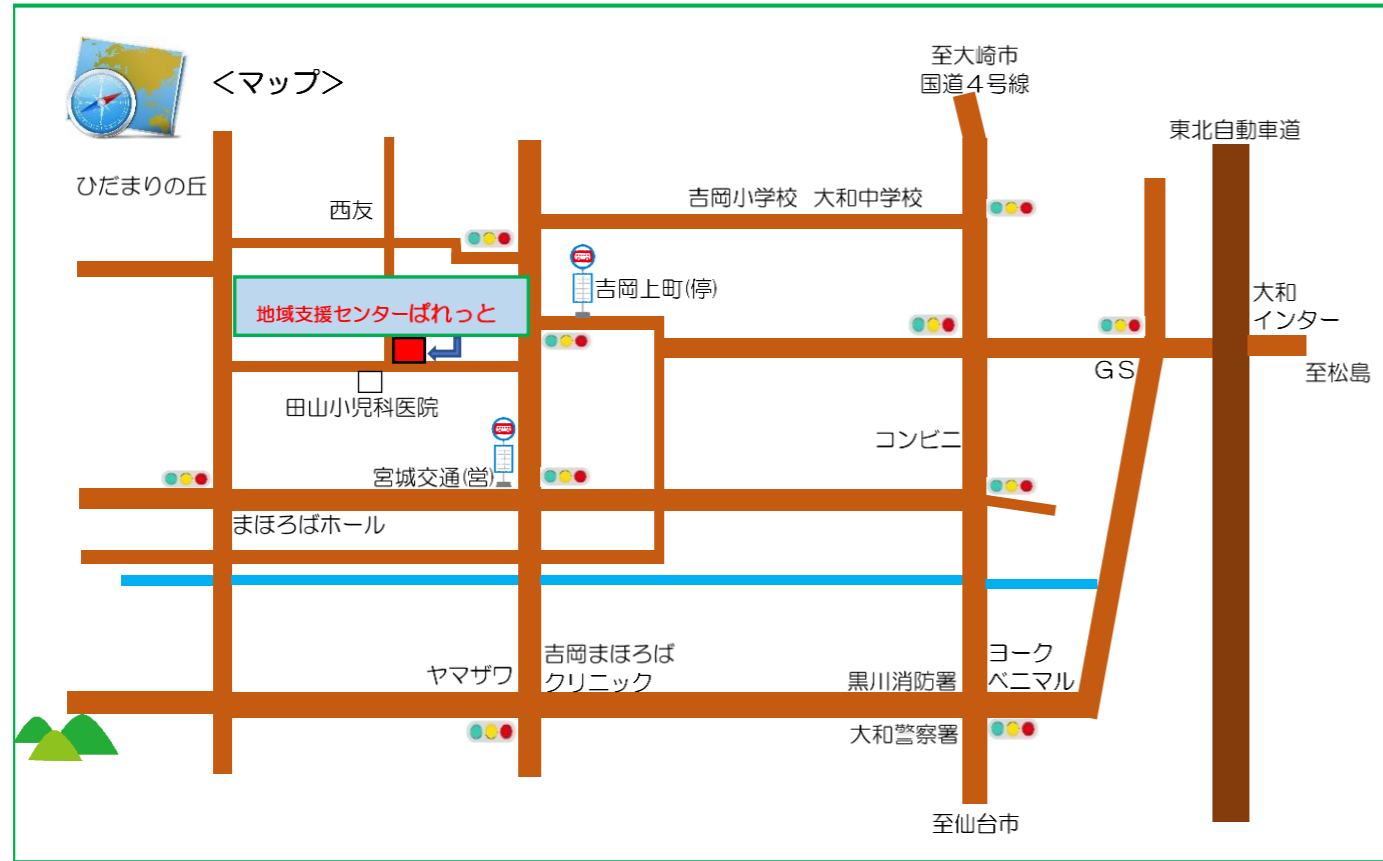 ＜マップ＞
至大崎市
国道４号線
東北自動車道
ひだまりの丘
西友
吉岡小学校 大和中学校
吉岡上町(停)
大和
インター
地域支援センターぱれっと
ＧＳ
至松島
田山小児科医院
コンビニ
宮城交通(営)
まほろばホール
ヤマザワ
吉岡まほろば
クリニック
黒川消防署
ヨーク
ベニマル
大和警察署
至仙台市